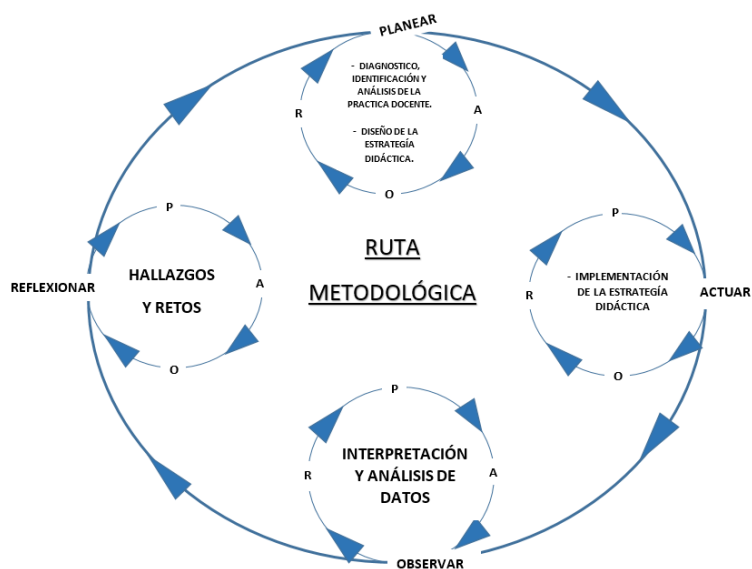 PLANEAR
- DIAGNOSTICO,
IDENTIFICACIÓN Y
ANÁLISIS DE LA
PRACTICA DOCENTE.
- DISEÑO DE LA
ESTRATEGÍA
DIDÁCTICA.
R
A
O
RUTA
METODOLÓGICA
P
HALLAZGOS
Y RETOS
A
O
REFLEXIONAR
P
- IMPLEMENTACIÓN
DE LA ESTRATEGÍA
DIDÁCTICA
R
O
ACTUAR
P
INTERPRETACIÓN
Y ANÁLISIS DE
DATOS
R
A
OBSERVAR